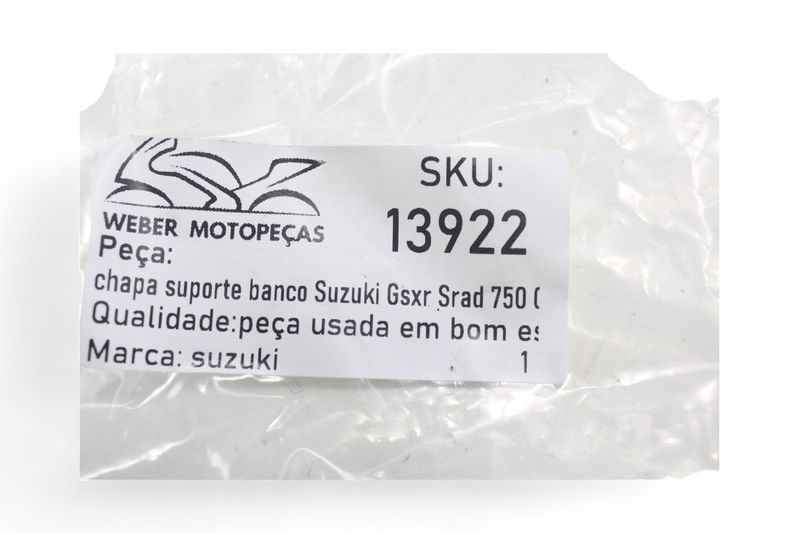 SKU:
13922
WEBER MOTOPEÇAS
Peça:
chapa suporte banco Suzuki Gsxr Srad 750
Qualidade:peça usada em bom
Marca: suzuki 1